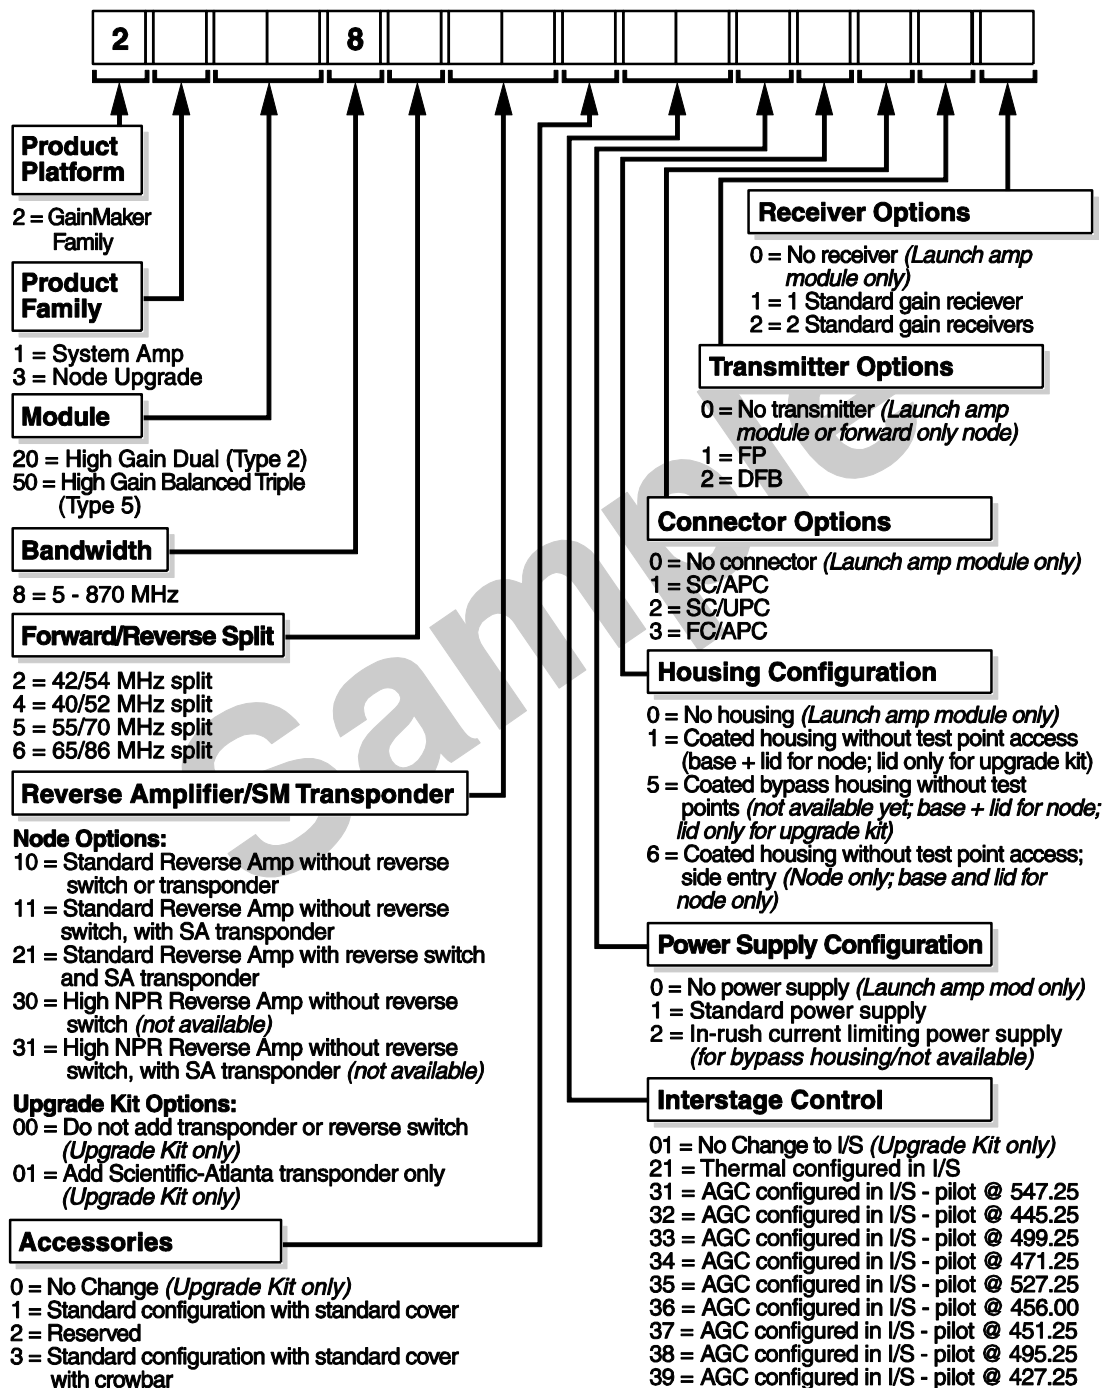 2 8
Product
Platform
2 = GainMaker
Family
Product
Family
1 = System Amp
3 = Node Upgrade
Module
20 = High Gain Dual (Type 2)
50 = High Gain Balanced Triple
(Type 5)
Bandwidth
8 = 5 - 870 MHz
Forward/Reverse Split
2 = 42/54 MHz split
4 = 40/52 MHz split
5 = 55/70 MHz split
6 = 65/86 MHz split
Reverse Amplifier/SM Transponder
Node Options:
10 = Standard Reverse Amp without reverse
switch or transponder
11 = Standard Reverse Amp without reverse
switch, with SA transponder
21 = Standard Reverse Amp with reverse switch
and SA transponder
30 = High NPR Reverse Amp without reverse
switch (not available)
31 = High NPR Reverse Amp without reverse
switch, with SA transponder (not available)
Upgrade Kit Options:
00 = Do not add transponder or reverse switch
(Upgrade Kit only)
01 = Add Scientific-Atlanta transponder only
(Upgrade Kit only)
Accessories
0 = No Change (Upgrade Kit only)
1 = Standard configuration with standard cover
2 = Reserved
3 = Standard configuration with standard cover
with crowbar
Receiver Options
0 = No receiver (Launch amp
module only)
1 = 1 Standard gain reciever
2 = 2 Standard gain receivers
Transmitter Options
0 = No transmitter (Launch amp
module or forward only node)
1 = FP
2 = DFB
Connector Options
0 = No connector (Launch amp module only)
1 = SC/APC
2 = SC/UPC
3 = FC/APC
Housing Configuration
0 = No housing (Launch amp module only)
1 = Coated housing without test point access
(base + lid for node; lid only for upgrade kit)
5 = Coated bypass housing without test
points (not available yet; base + lid for node;
lid only for upgrade kit)
6 = Coated housing without test point access;
side entry (Node only; base and lid for
node only)
Power Supply Configuration
0 = No power supply (Launch amp mod only)
1 = Standard power supply
2 = In-rush current limiting power supply
(for bypass housing/not available)
Interstage Control
01 = No Change to I/S (Upgrade Kit only)
21 = Thermal configured in I/S
31 = AGC configured in I/S - pilot @ 547.25
32 = AGC configured in I/S - pilot @ 445.25
33 = AGC configured in I/S - pilot @ 499.25
34 = AGC configured in I/S - pilot @ 471.25
35 = AGC configured in I/S - pilot @ 527.25
36 = AGC configured in I/S - pilot @ 456.00
37 = AGC configured in I/S - pilot @ 451.25
38 = AGC configured in I/S - pilot @ 495.25
39 = AGC configured in I/S - pilot @ 427.25
Sample